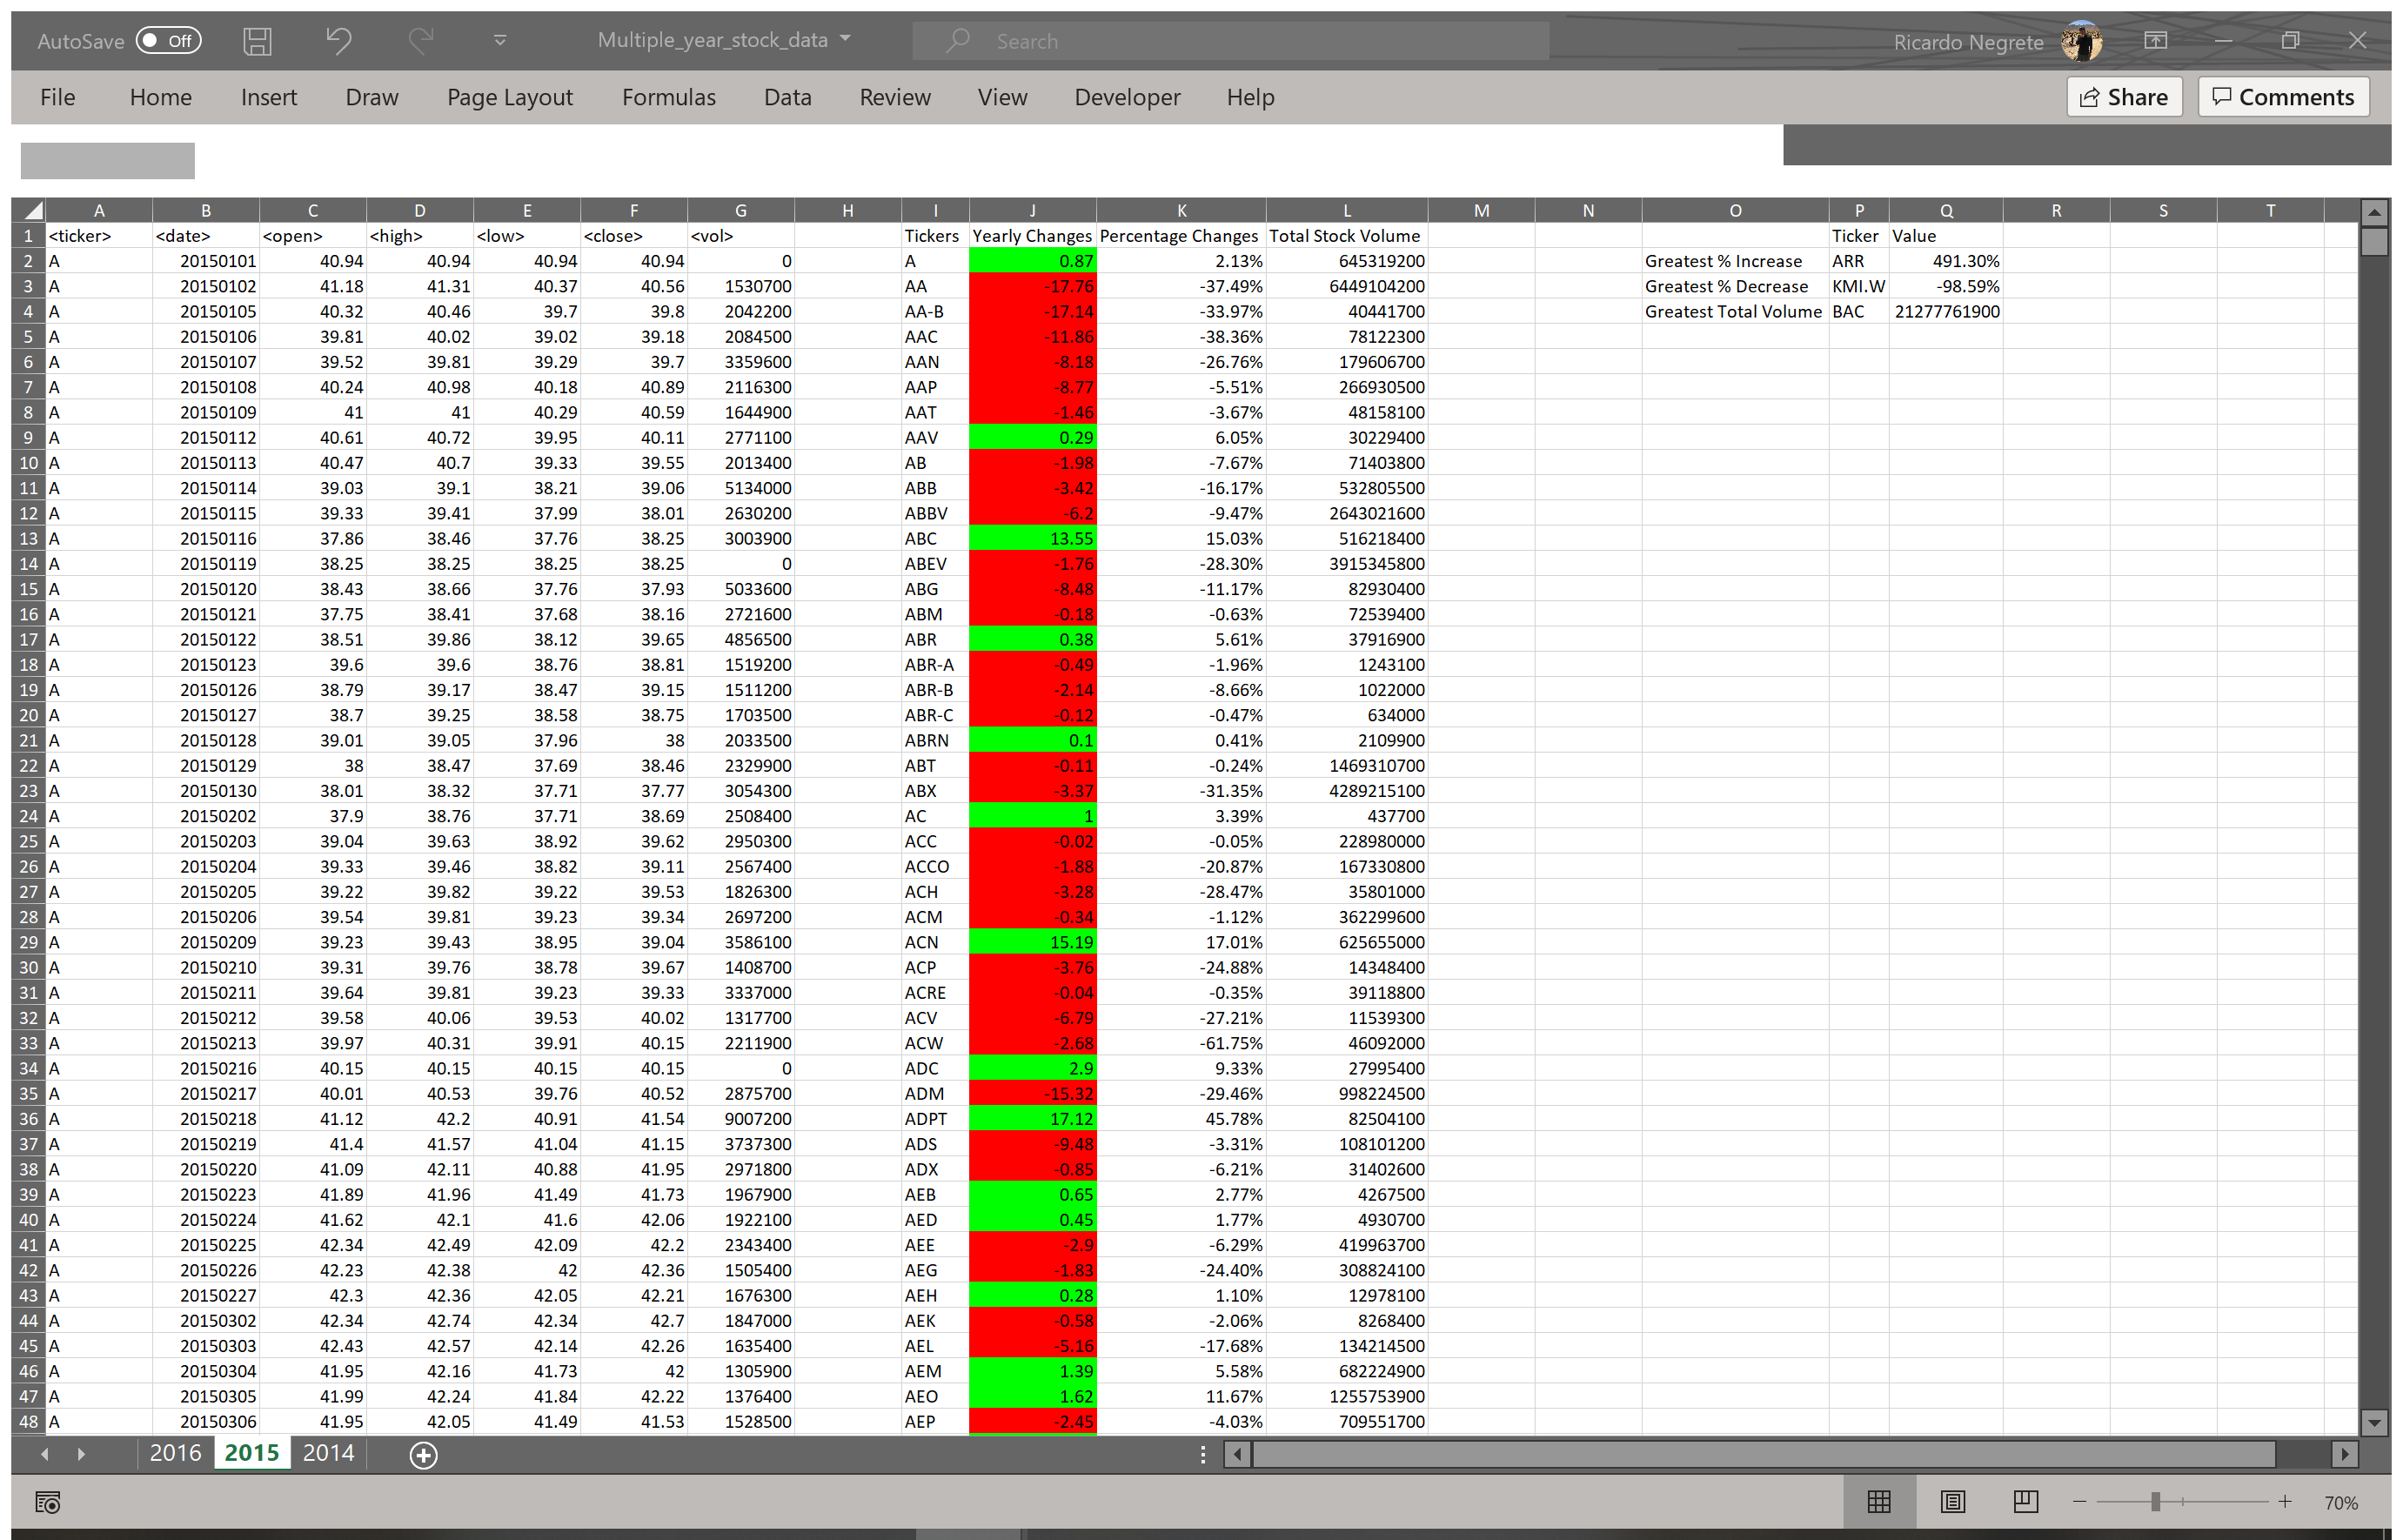 AutoSave Off Multiple_year_stock_data Search Ricardo Negrete
File Home Insert Draw Page Layout Formulas Data Review View Developer Help Share Comments
A B C D E F G H I J K L M N O P Q R S T
1 <ticker> <date> <open> <high> <low> <close> <vol> Tickers Yearly Changes Percentage Changes Total Stock Volume Ticker Value
2 A 20150101 40.94 40.94 40.94 40.94 0 A 0.87 2.13% 645319200 Greatest % Increase ARR 491.30%
3 A 20150102 41.18 41.31 40.37 40.56 1530700 AA -17.76 -37.49% 6449104200 Greatest % Decrease KMI.W -98.59%
4 A 20150105 40.32 40.46 39.7 39.8 2042200 AA-B -17.14 -33.97% 40441700 Greatest Total Volume BAC 21277761900
5 A 20150106 39.81 40.02 39.02 39.18 2084500 AAC -11.86 -38.36% 78122300
6 A 20150107 39.52 39.81 39.29 39.7 3359600 AAN -8.18 -26.76% 179606700
7 A 20150108 40.24 40.98 40.18 40.89 2116300 AAP -8.77 -5.51% 266930500
8 A 20150109 41 41 40.29 40.59 1644900 AAT -1.46 -3.67% 48158100
9 A 20150112 40.61 40.72 39.95 40.11 2771100 AAV 0.29 6.05% 30229400
10 A 20150113 40.47 40.7 39.33 39.55 2013400 AB -1.98 -7.67% 71403800
11 A 20150114 39.03 39.1 38.21 39.06 5134000 ABB -3.42 -16.17% 532805500
12 A 20150115 39.33 39.41 37.99 38.01 2630200 ABBV -6.2 -9.47% 2643021600
13 A 20150116 37.86 38.46 37.76 38.25 3003900 ABC 13.55 15.03% 516218400
14 A 20150119 38.25 38.25 38.25 38.25 0 ABEV -1.76 -28.30% 3915345800
15 A 20150120 38.43 38.66 37.76 37.93 5033600 ABG -8.48 -11.17% 82930400
16 A 20150121 37.75 38.41 37.68 38.16 2721600 ABM -0.18 -0.63% 72539400
17 A 20150122 38.51 39.86 38.12 39.65 4856500 ABR 0.38 5.61% 37916900
18 A 20150123 39.6 39.6 38.76 38.81 1519200 ABR-A -0.49 -1.96% 1243100
19 A 20150126 38.79 39.17 38.47 39.15 1511200 ABR-B -2.14 -8.66% 1022000
20 A 20150127 38.7 39.25 38.58 38.75 1703500 ABR-C -0.12 -0.47% 634000
21 A 20150128 39.01 39.05 37.96 38 2033500 ABRN 0.1 0.41% 2109900
22 A 20150129 38 38.47 37.69 38.46 2329900 ABT -0.11 -0.24% 1469310700
23 A 20150130 38.01 38.32 37.71 37.77 3054300 ABX -3.37 -31.35% 4289215100
24 A 20150202 37.9 38.76 37.71 38.69 2508400 AC 1 3.39% 437700
25 A 20150203 39.04 39.63 38.92 39.62 2950300 ACC -0.02 -0.05% 228980000
26 A 20150204 39.33 39.46 38.82 39.11 2567400 ACCO -1.88 -20.87% 167330800
27 A 20150205 39.22 39.82 39.22 39.53 1826300 ACH -3.28 -28.47% 35801000
28 A 20150206 39.54 39.81 39.23 39.34 2697200 ACM -0.34 -1.12% 362299600
29 A 20150209 39.23 39.43 38.95 39.04 3586100 ACN 15.19 17.01% 625655000
30 A 20150210 39.31 39.76 38.78 39.67 1408700 ACP -3.76 -24.88% 14348400
31 A 20150211 39.64 39.81 39.23 39.33 3337000 ACRE -0.04 -0.35% 39118800
32 A 20150212 39.58 40.06 39.53 40.02 1317700 ACV -6.79 -27.21% 11539300
33 A 20150213 39.97 40.31 39.91 40.15 2211900 ACW -2.68 -61.75% 46092000
34 A 20150216 40.15 40.15 40.15 40.15 0 ADC 2.9 9.33% 27995400
35 A 20150217 40.01 40.53 39.76 40.52 2875700 ADM -15.32 -29.46% 998224500
36 A 20150218 41.12 42.2 40.91 41.54 9007200 ADPT 17.12 45.78% 82504100
37 A 20150219 41.4 41.57 41.04 41.15 3737300 ADS -9.48 -3.31% 108101200
38 A 20150220 41.09 42.11 40.88 41.95 2971800 ADX -0.85 -6.21% 31402600
39 A 20150223 41.89 41.96 41.49 41.73 1967900 AEB 0.65 2.77% 4267500
40 A 20150224 41.62 42.1 41.6 42.06 1922100 AED 0.45 1.77% 4930700
41 A 20150225 42.34 42.49 42.09 42.2 2343400 AEE -2.9 -6.29% 419963700
42 A 20150226 42.23 42.38 42 42.36 1505400 AEG -1.83 -24.40% 308824100
43 A 20150227 42.3 42.36 42.05 42.21 1676300 AEH 0.28 1.10% 12978100
44 A 20150302 42.34 42.74 42.34 42.7 1847000 AEK -0.58 -2.06% 8268400
45 A 20150303 42.43 42.57 42.14 42.26 1635400 AEL -5.16 -17.68% 134214500
46 A 20150304 41.95 42.16 41.73 42 1305900 AEM 1.39 5.58% 682224900
47 A 20150305 41.99 42.24 41.84 42.22 1376400 AEO 1.62 11.67% 1255753900
48 A 20150306 41.95 42.05 41.49 41.53 1528500 AEP -2.45 -4.03% 709551700
2016 2015 2014
70%